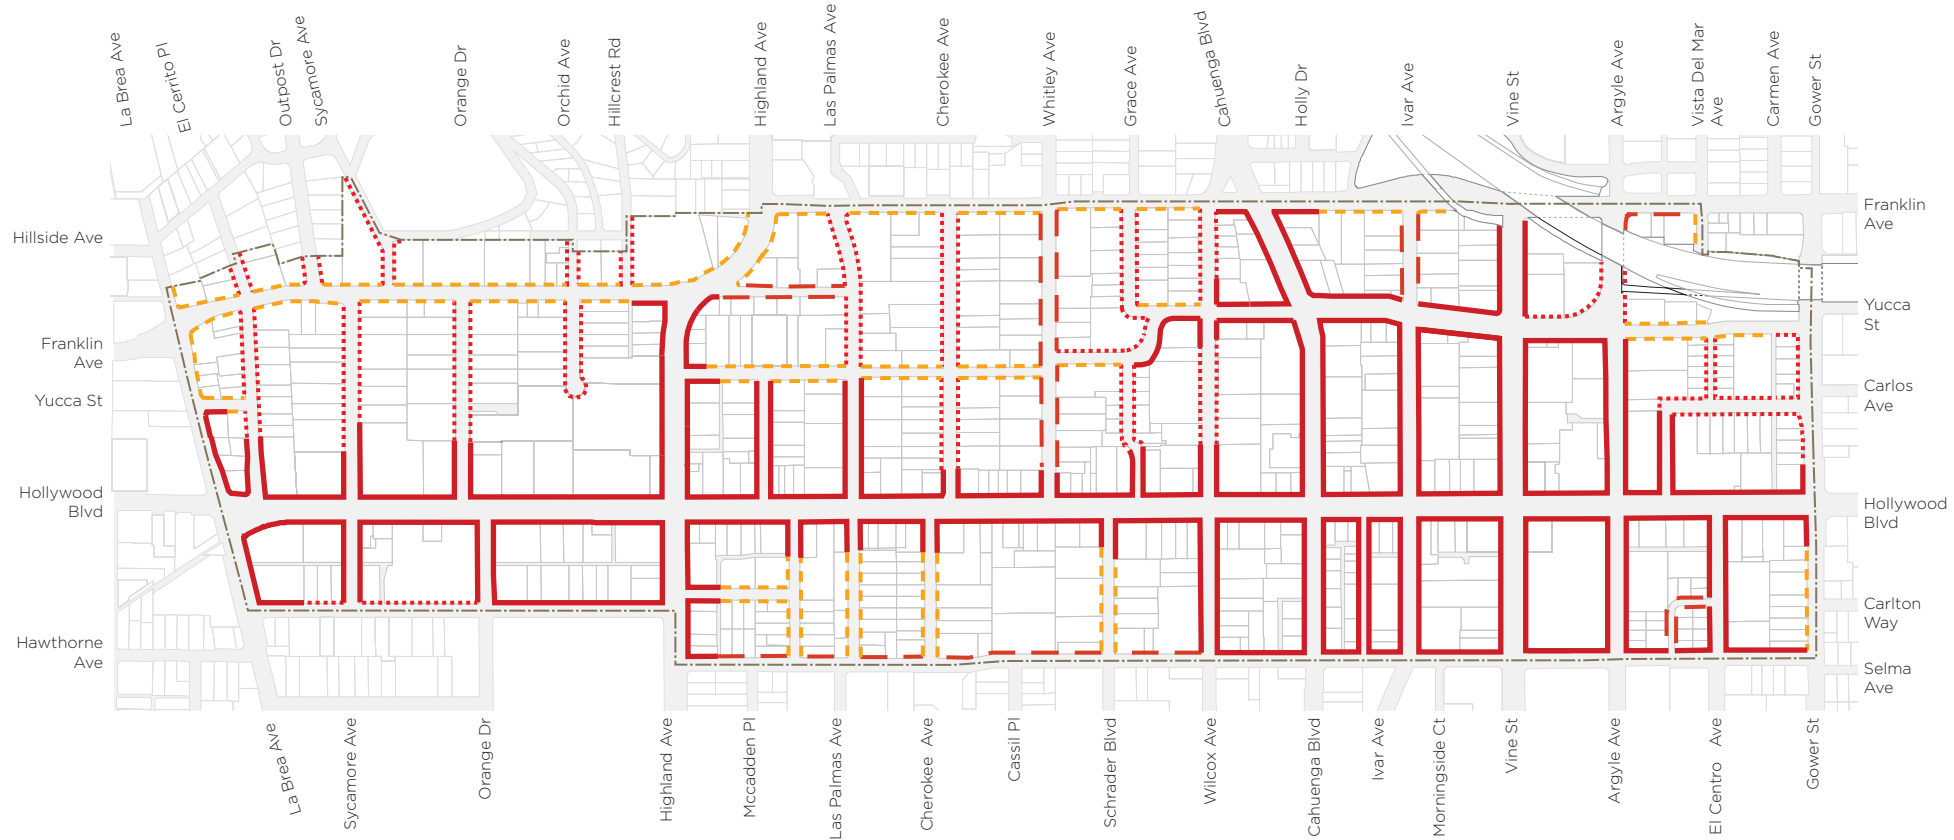 La Brea Ave
El Cerrito Pl
Outpost Dr
Sycamore Ave
Orange Dr
Orchid Ave
Hillcrest Rd
Highland Ave
Las Palmas Ave
Cherokee Ave
Whitley Ave
Grace Ave
Cahuenga Blvd
Holly Dr
Ivar Ave
Vine St
Argyle Ave
Vista Del Mar
Ave
Carmen Ave
Gower St
Hillside Ave
Franklin
Ave
Yucca St
Hollywood
Blvd
Hawthorne
Ave
Franklin
Ave
Yucca
St
Carlos
Ave
Hollywood
Blvd
Carlton
Way
Selma
Ave
La Brea Ave
Sycamore Ave
Orange Dr
Highland Ave
Mccadden Pl
Las Palmas Ave
Cherokee Ave
Cassil Pl
Schrader Blvd
Wilcox Ave
Cahuenga Blvd
Ivar Ave
Morningside Ct
Vine St
Argyle Ave
El Centro Ave
Gower St